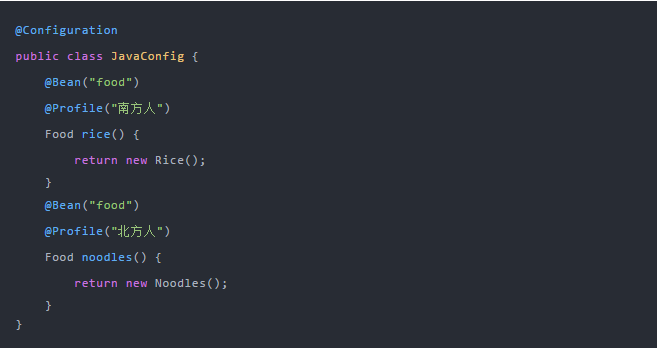 @Configuration
public class JavaConfig {
    @Bean("food")
    @Profile("南方人")
    Food rice() {
        return new Rice();
    }
    @Bean("food")
    @Profile("北方人")
    Food noodles() {
        return new Noodles();
    }
}